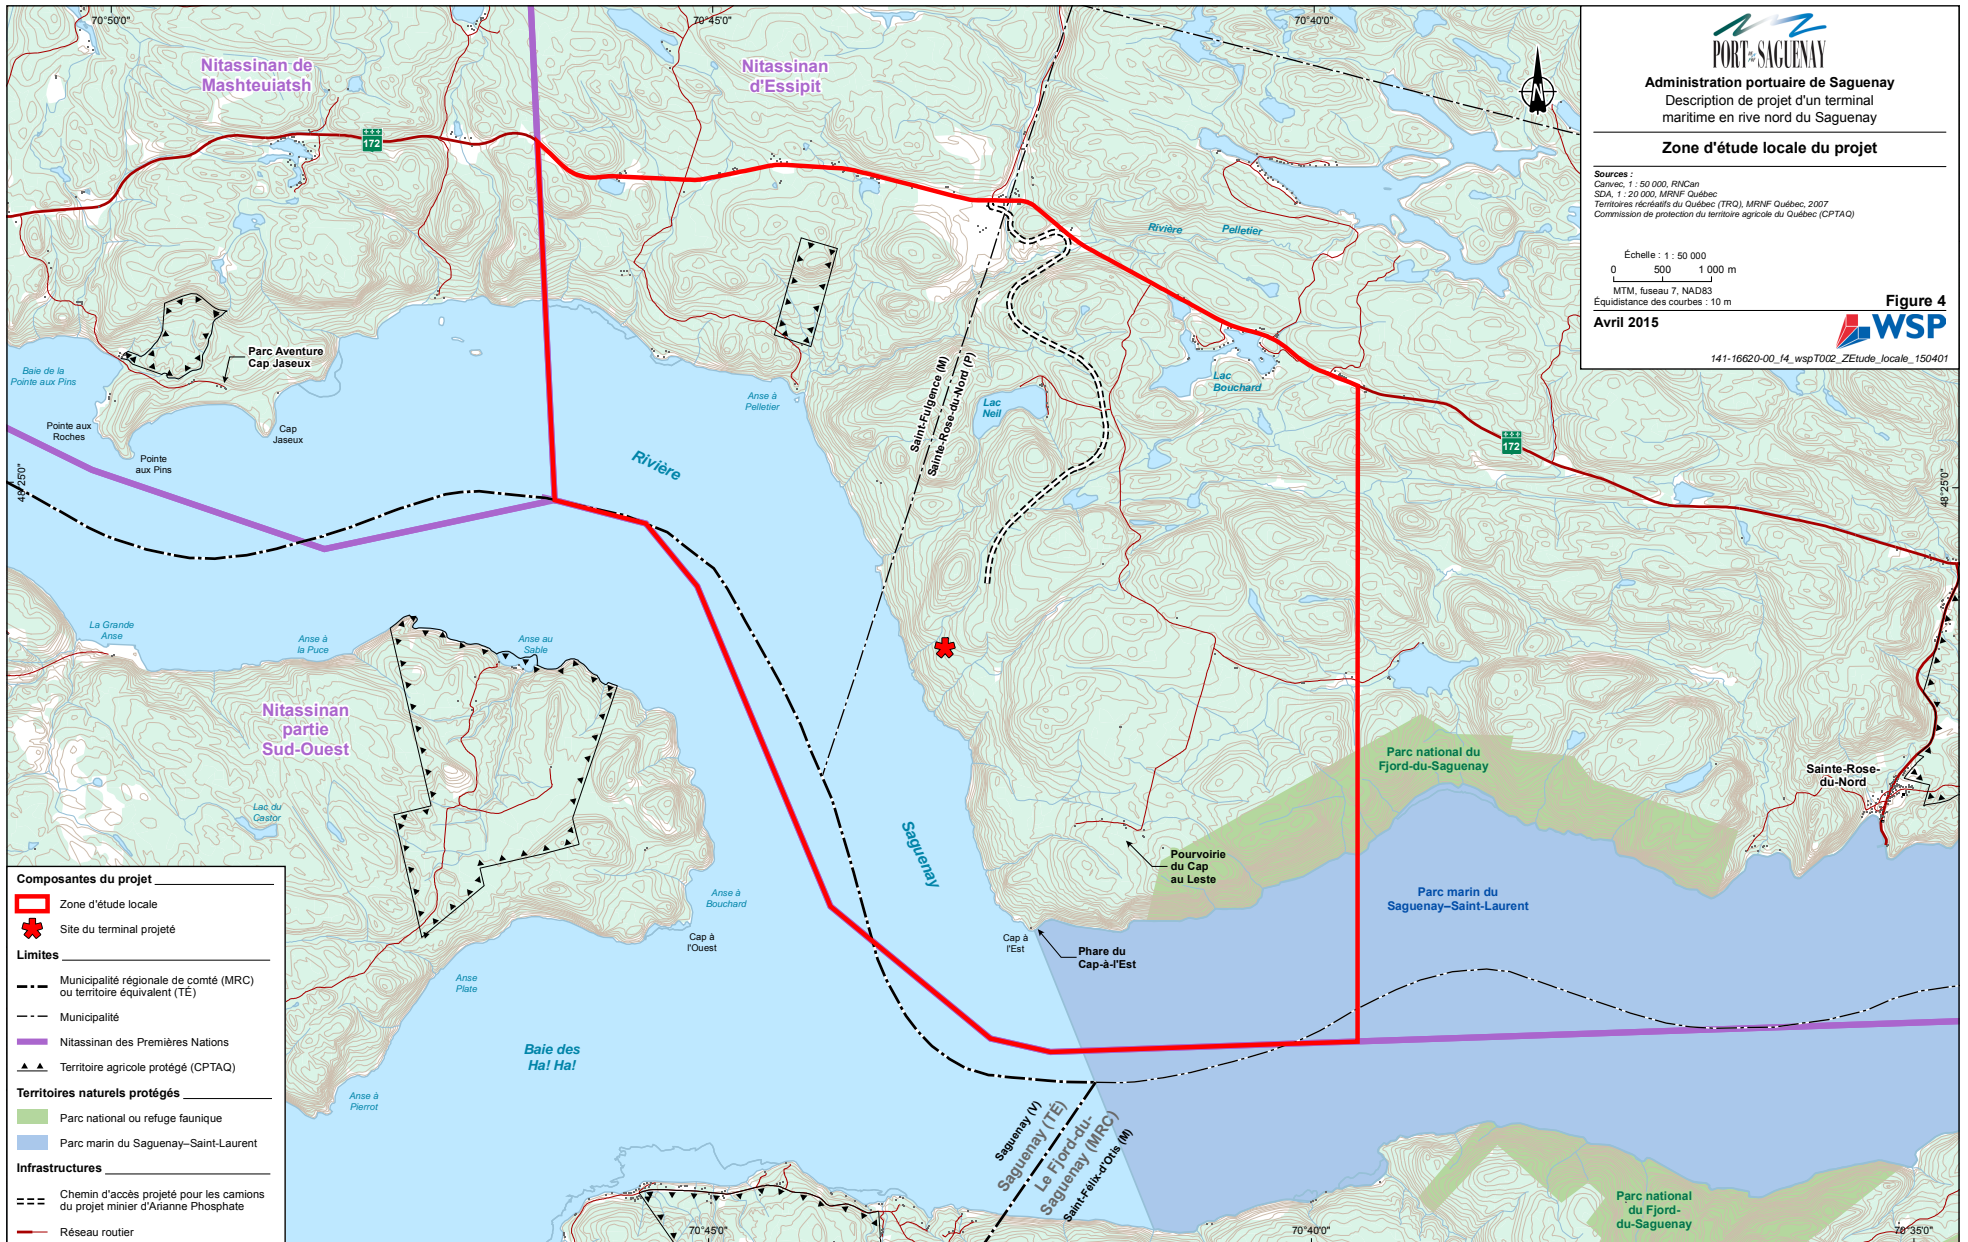 70°50'0"
70°45'0"
70°40'0"
Nitassinan de
Mashteuiatsh
Nitassinan
d'Essipit
172
Rivière Pelletier
Parc Aventure
Cap Jaseux
Baie de la
Pointe aux Pins
Pointe aux
Roches
Pointe
aux Pins
Cap
Jaseux
Anse à
Pelletier
Lac
Bouchard
Lac
Neil
Saint-Fulgence (M)
Sainte-Rose-du-Nord (P)
172
48°25'0"
48°25'0"
Rivière
La Grande
Anse
Anse à
la Puce
Anse au
Sable
Nitassinan
partie
Sud-Ouest
Lac du
Castor
Saguenay
Parc national du
Fjord-du-Saguenay
Sainte-Rose-
du-Nord
Pourvoirie
du Cap
au Leste
Parc marin du
Saguenay–Saint-Laurent
Anse à
Bouchard
Cap à
l'Ouest
Cap à
l'Est
Phare du
Cap-à-l'Est
Anse
Plate
Baie des
Ha! Ha!
Anse à
Pierrot
Saguenay (V)
Saguenay (TÉ)
Le Fjord-du-
Saguenay (MRC)
Saint-Félix-d'Otis (M)
Parc national
du Fjord-
du-Saguenay
70°45'0"
70°40'0"
70°35'0"
PORT DE SAGUENAY
Administration portuaire de Saguenay
Description de projet d'un terminal
maritime en rive nord du Saguenay
Zone d'étude locale du projet
Sources :
Canvec, 1 : 50 000, RNCan
SDA, 1 : 20 000, MRNF Québec
Territoires récréatifs du Québec (TRQ), MRNF Québec, 2007
Commission de protection du territoire agricole du Québec (CPTAQ)
Échelle : 1 : 50 000
0 500 1 000 m
MTM, fuseau 7, NAD83
Équidistance des courbes : 10 m
Figure 4
Avril 2015
WSP
141-16620-00_f4_wspT002_ZEtude_locale_150401
Composantes du projet
Zone d'étude locale
Site du terminal projeté
Limites
Municipalité régionale de comté (MRC)
ou territoire équivalent (TÉ)
Municipalité
Nitassinan des Premières Nations
Territoire agricole protégé (CPTAQ)
Territoires naturels protégés
Parc national ou refuge faunique
Parc marin du Saguenay–Saint-Laurent
Infrastructures
Chemin d'accès projeté pour les camions
du projet minier d'Arianne Phosphate
Réseau routier